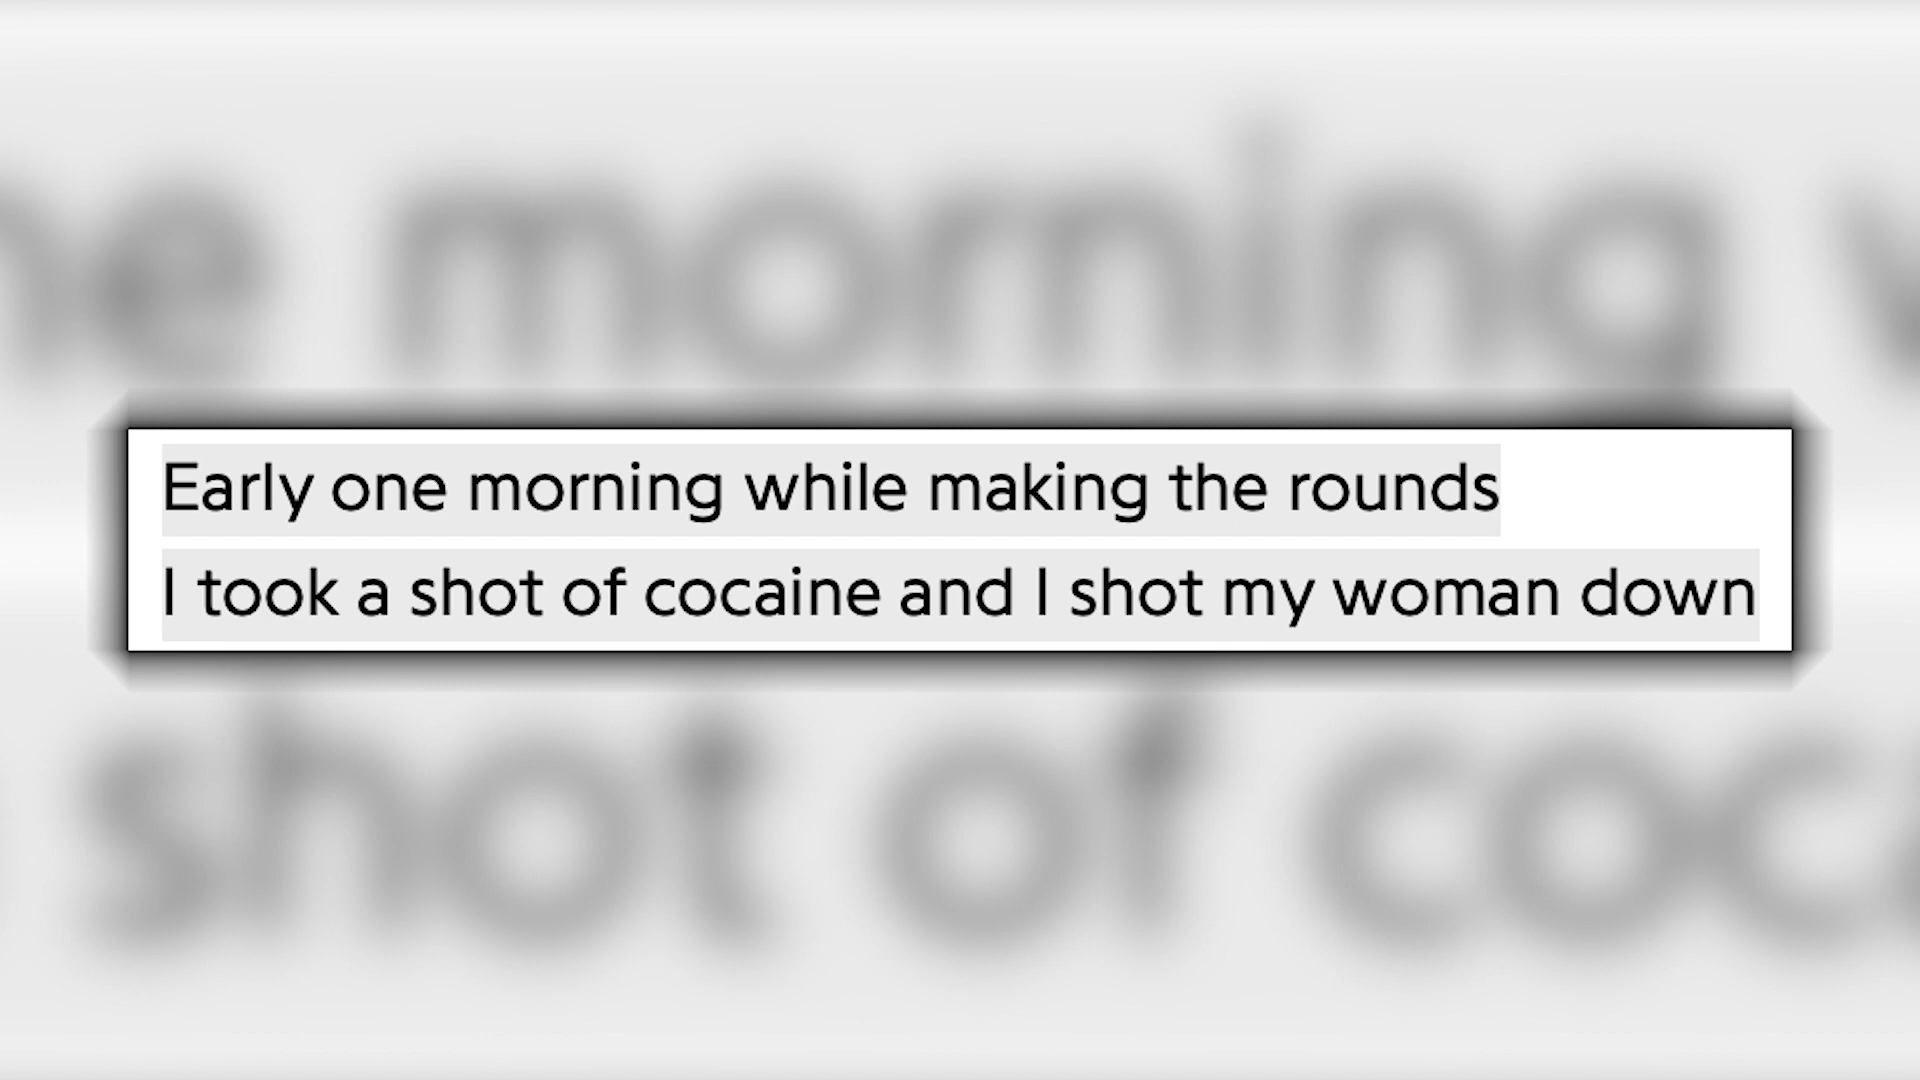 Early one morning while making the rounds
I took a shot of cocaine and I shot my woman down